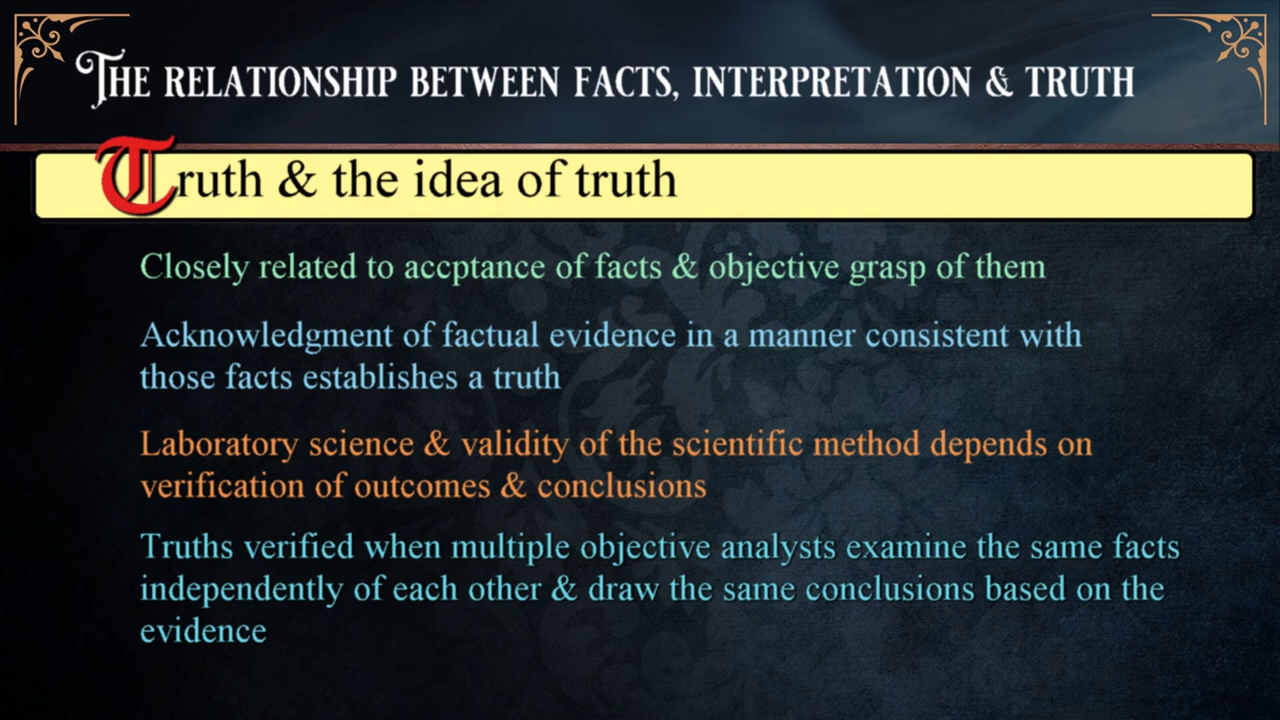 The relationship between facts, interpretation & truth
Truth & the idea of truth
Closely related to accptance of facts & objective grasp of them
Acknowledgment of factual evidence in a manner consistent with
those facts establishes a truth
Laboratory science & validity of the scientific method depends on
verification of outcomes & conclusions
Truths verified when multiple objective analysts examine the same facts
independently of each other & draw the same conclusions based on the
evidence